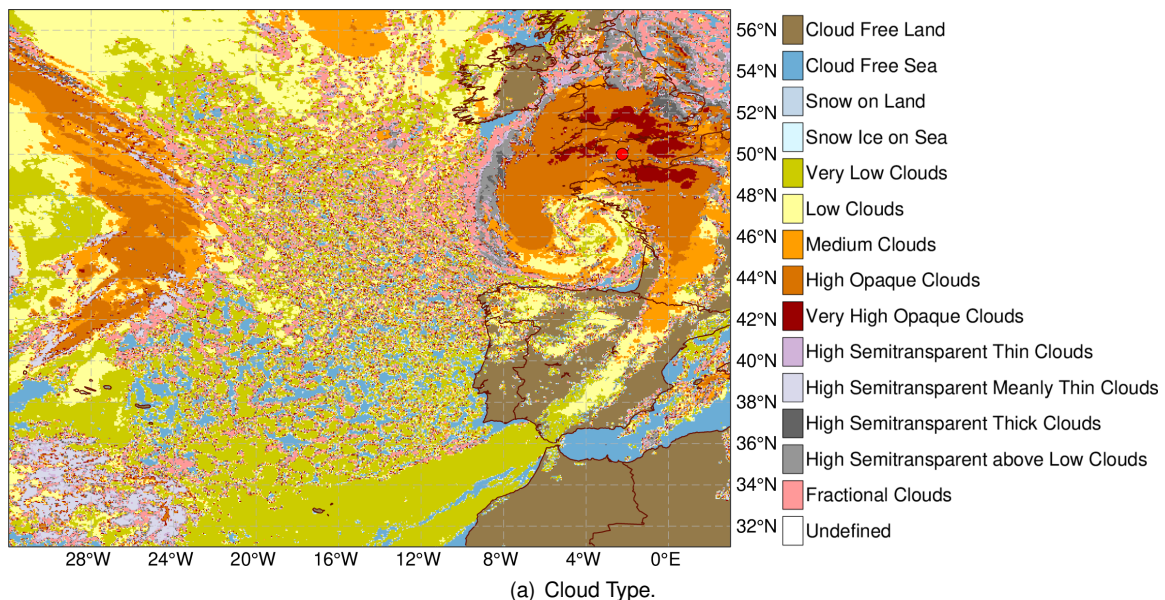 56°N
54°N
52°N
50°N
48°N
46°N
44°N
42°N
40°N
38°N
36°N
34°N
32°N
28°W
24°W
20°W
16°W
12°W
8°W
4°W
0°E
Cloud Free Land
Cloud Free Sea
Snow on Land
Snow Ice on Sea
Very Low Clouds
Low Clouds
Medium Clouds
High Opaque Clouds
Very High Opaque Clouds
High Semitransparent Thin Clouds
High Semitransparent Meanly Thin Clouds
High Semitransparent Thick Clouds
High Semitransparent above Low Clouds
Fractional Clouds
Undefined
(a) Cloud Type.